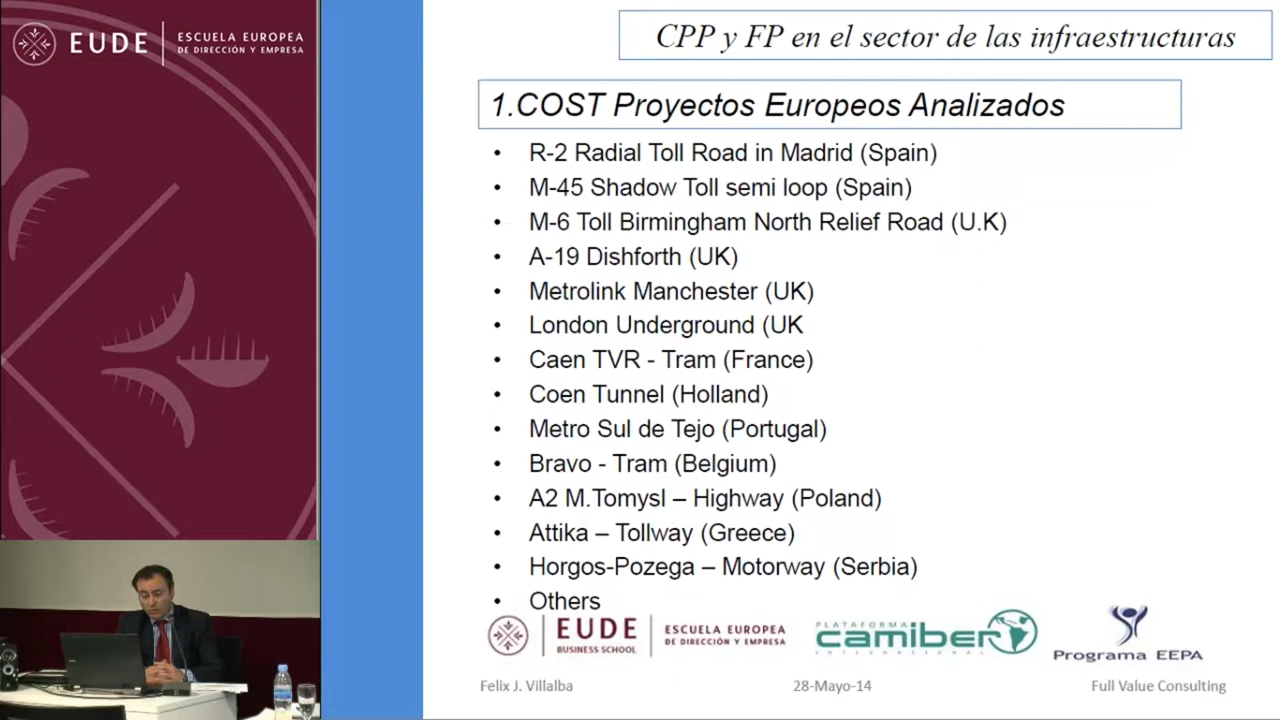 EUDE
ESCUELA EUROPEA
DE DIRECCIÓN Y EMPRESA
CPP y FP en el sector de las infraestructuras
1.COST Proyectos Europeos Analizados
• R-2 Radial Toll Road in Madrid (Spain)
• M-45 Shadow Toll semi loop (Spain)
• M-6 Toll Birmingham North Relief Road (U.K)
• A-19 Dishforth (UK)
• Metrolink Manchester (UK)
• London Underground (UK
• Caen TVR - Tram (France)
• Coen Tunnel (Holland)
• Metro Sul de Tejo (Portugal)
• Bravo - Tram (Belgium)
• A2 M.Tomysl – Highway (Poland)
• Attika – Tollway (Greece)
• Horgos-Pozega – Motorway (Serbia)
• Others
EUDE
BUSINESS SCHOOL
ESCUELA EUROPEA
DE DIRECCIÓN Y EMPRESA
PLATAFORMA
camiber
INTERNACIONAL
Programa EEPA
Felix J. Villalba
28-Mayo-14
Full Value Consulting